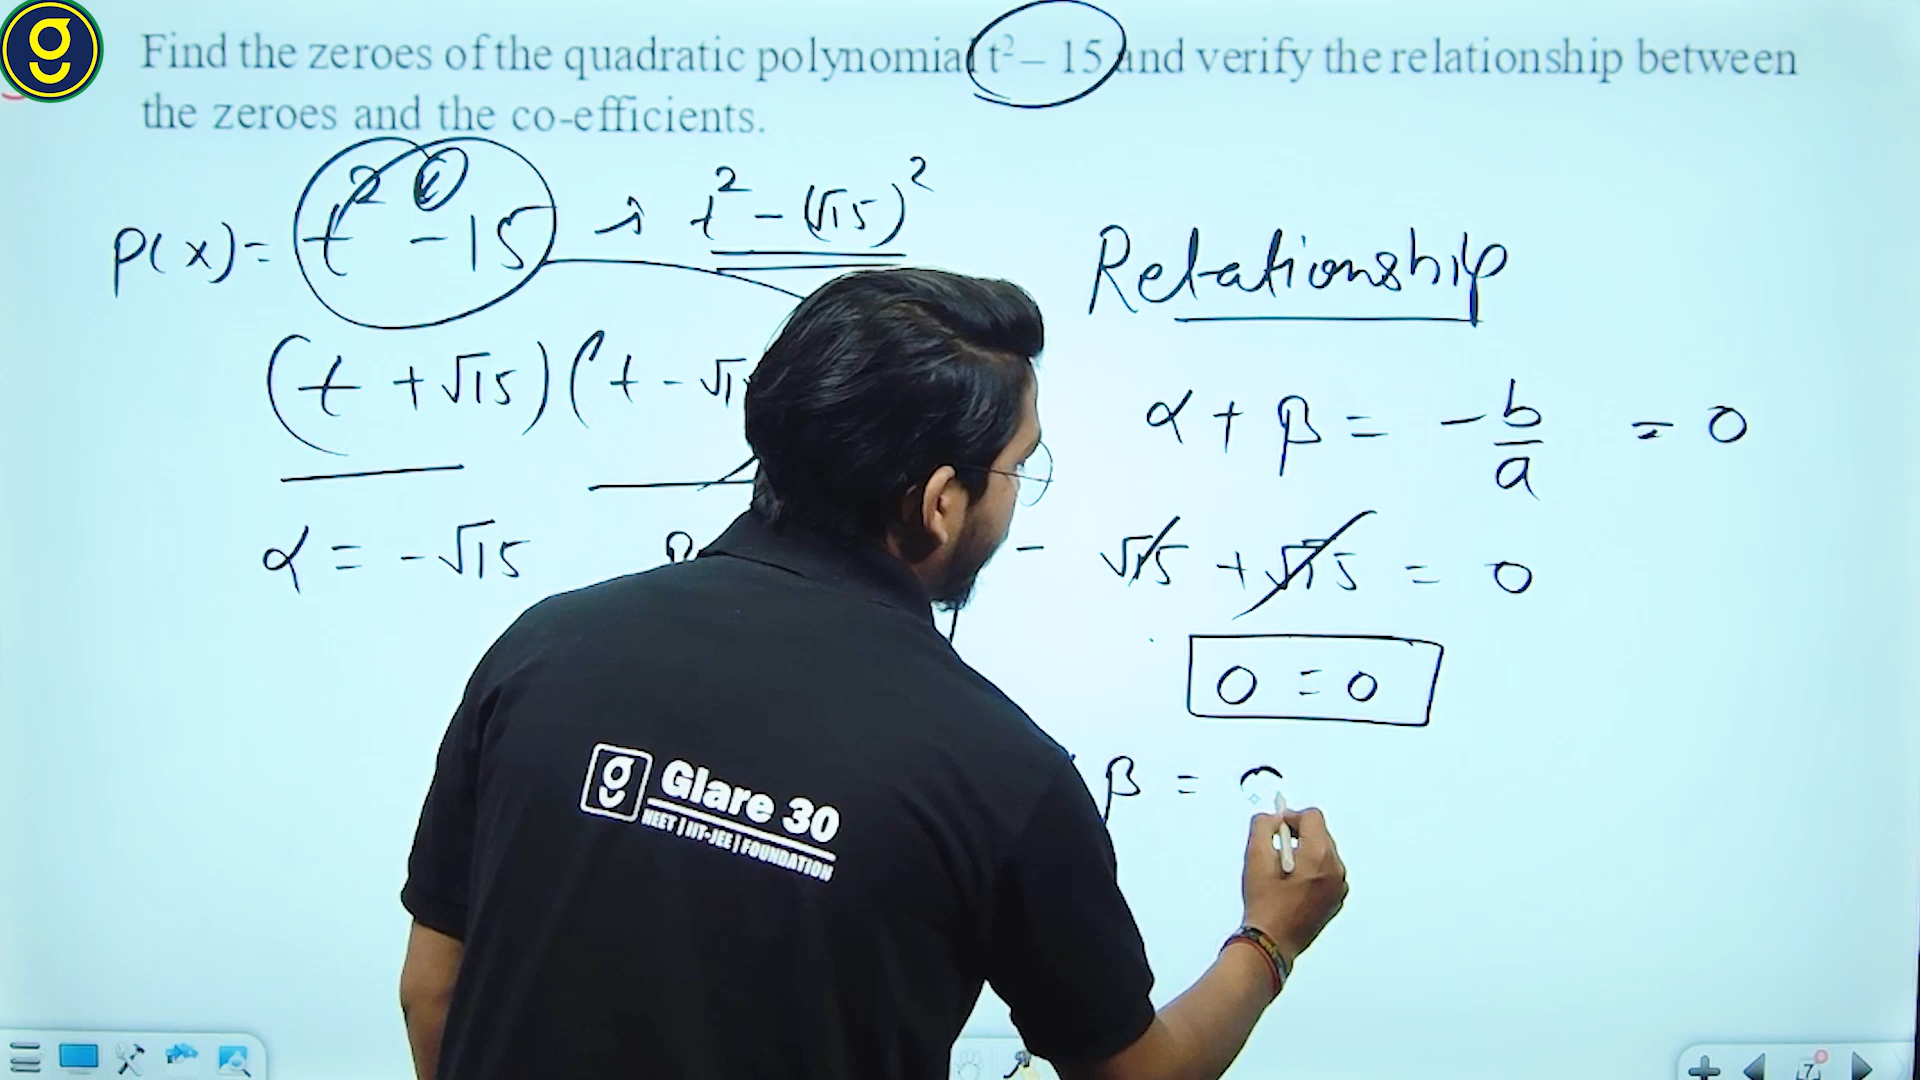 Find the zeroes of the quadratic polynomial t² – 15 and verify the relationship between
the zeroes and the co-efficients.
p(x) = t² - 15 t² - (√15)²
(t + √15)(t - √1
α = -√15
Relationship
α + β = -b/a = 0
- √15 + √15 = 0
0 = 0
β =
g Glare 30
NEET | IIT-JEE | FOUNDATION
7